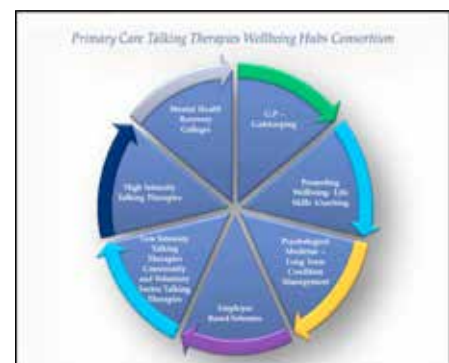 Primary Care Talking Therapies Wellbeing Hubs Consortium
G.P –
Gatekeeping
Promoting
Wellbeing- Life
Skills Coaching
Psychological
Medicine –
Long Term
Condition
Management
Employee
Based Schemes
Low Intensity
Talking
Therapies
Community
and Voluntary
Sector Talking
Therapies
High Intensity
Talking Therapies
Mental Health
Recovery
Colleges